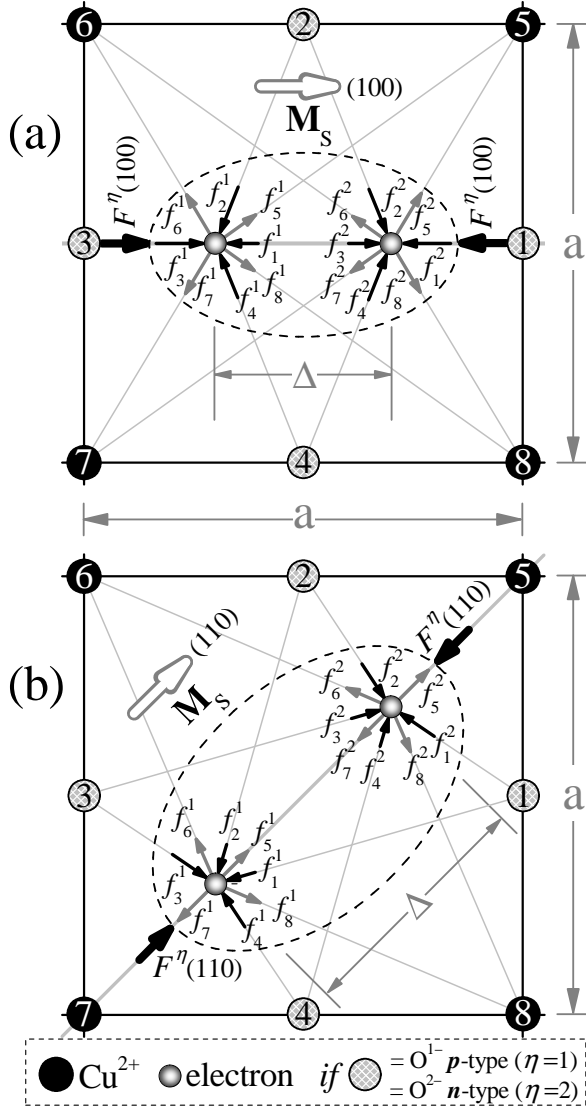 6 2 5
(100)
M_S
(a)
F^η(100) F^η(100)
f_6^1 f_2^1 f_5^1 f_6^2 f_2^2 f_5^2
3 f_1^1 f_3^2 1 a
f_3^1 f_7^1 f_4^1 f_8^1 f_7^2 f_4^2 f_8^2 f_1^2
Δ
7 4 8
a
6 2 5
(110) F^η(110)
M_S
(b)
f_6^2 f_2^2 f_5^2
f_3^2 f_7^2 f_4^2 f_8^2 f_1^2
3 1 a
f_6^1 f_2^1 f_5^1
f_3^1 f_1^1
f_7^1 f_4^1 f_8^1
Δ
F^η(110)
7 4 8
Cu^2+ electron if = O^1− p-type (η=1)
= O^2− n-type (η=2)